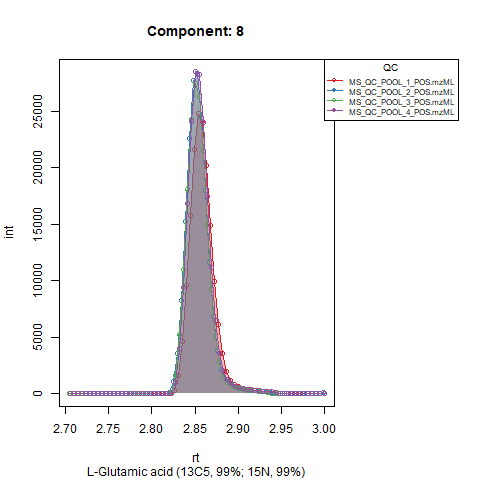 Component: 8
QC
MS_QC_POOL_1_POS.mzML
MS_QC_POOL_2_POS.mzML
MS_QC_POOL_3_POS.mzML
MS_QC_POOL_4_POS.mzML
int
25000
20000
15000
10000
5000
0
2.70 2.75 2.80 2.85 2.90 2.95 3.00
rt
L-Glutamic acid (13C5, 99%; 15N, 99%)